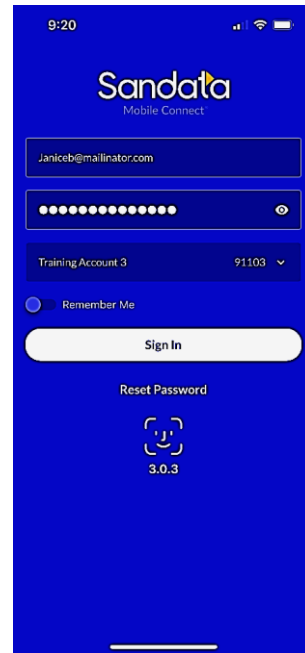 9:20
Sandata
Mobile Connect
Janiceb@mailinator.com
●●●●●●●●●●●●●●
Training Account 3 91103
Remember Me
Sign In
Reset Password
3.0.3